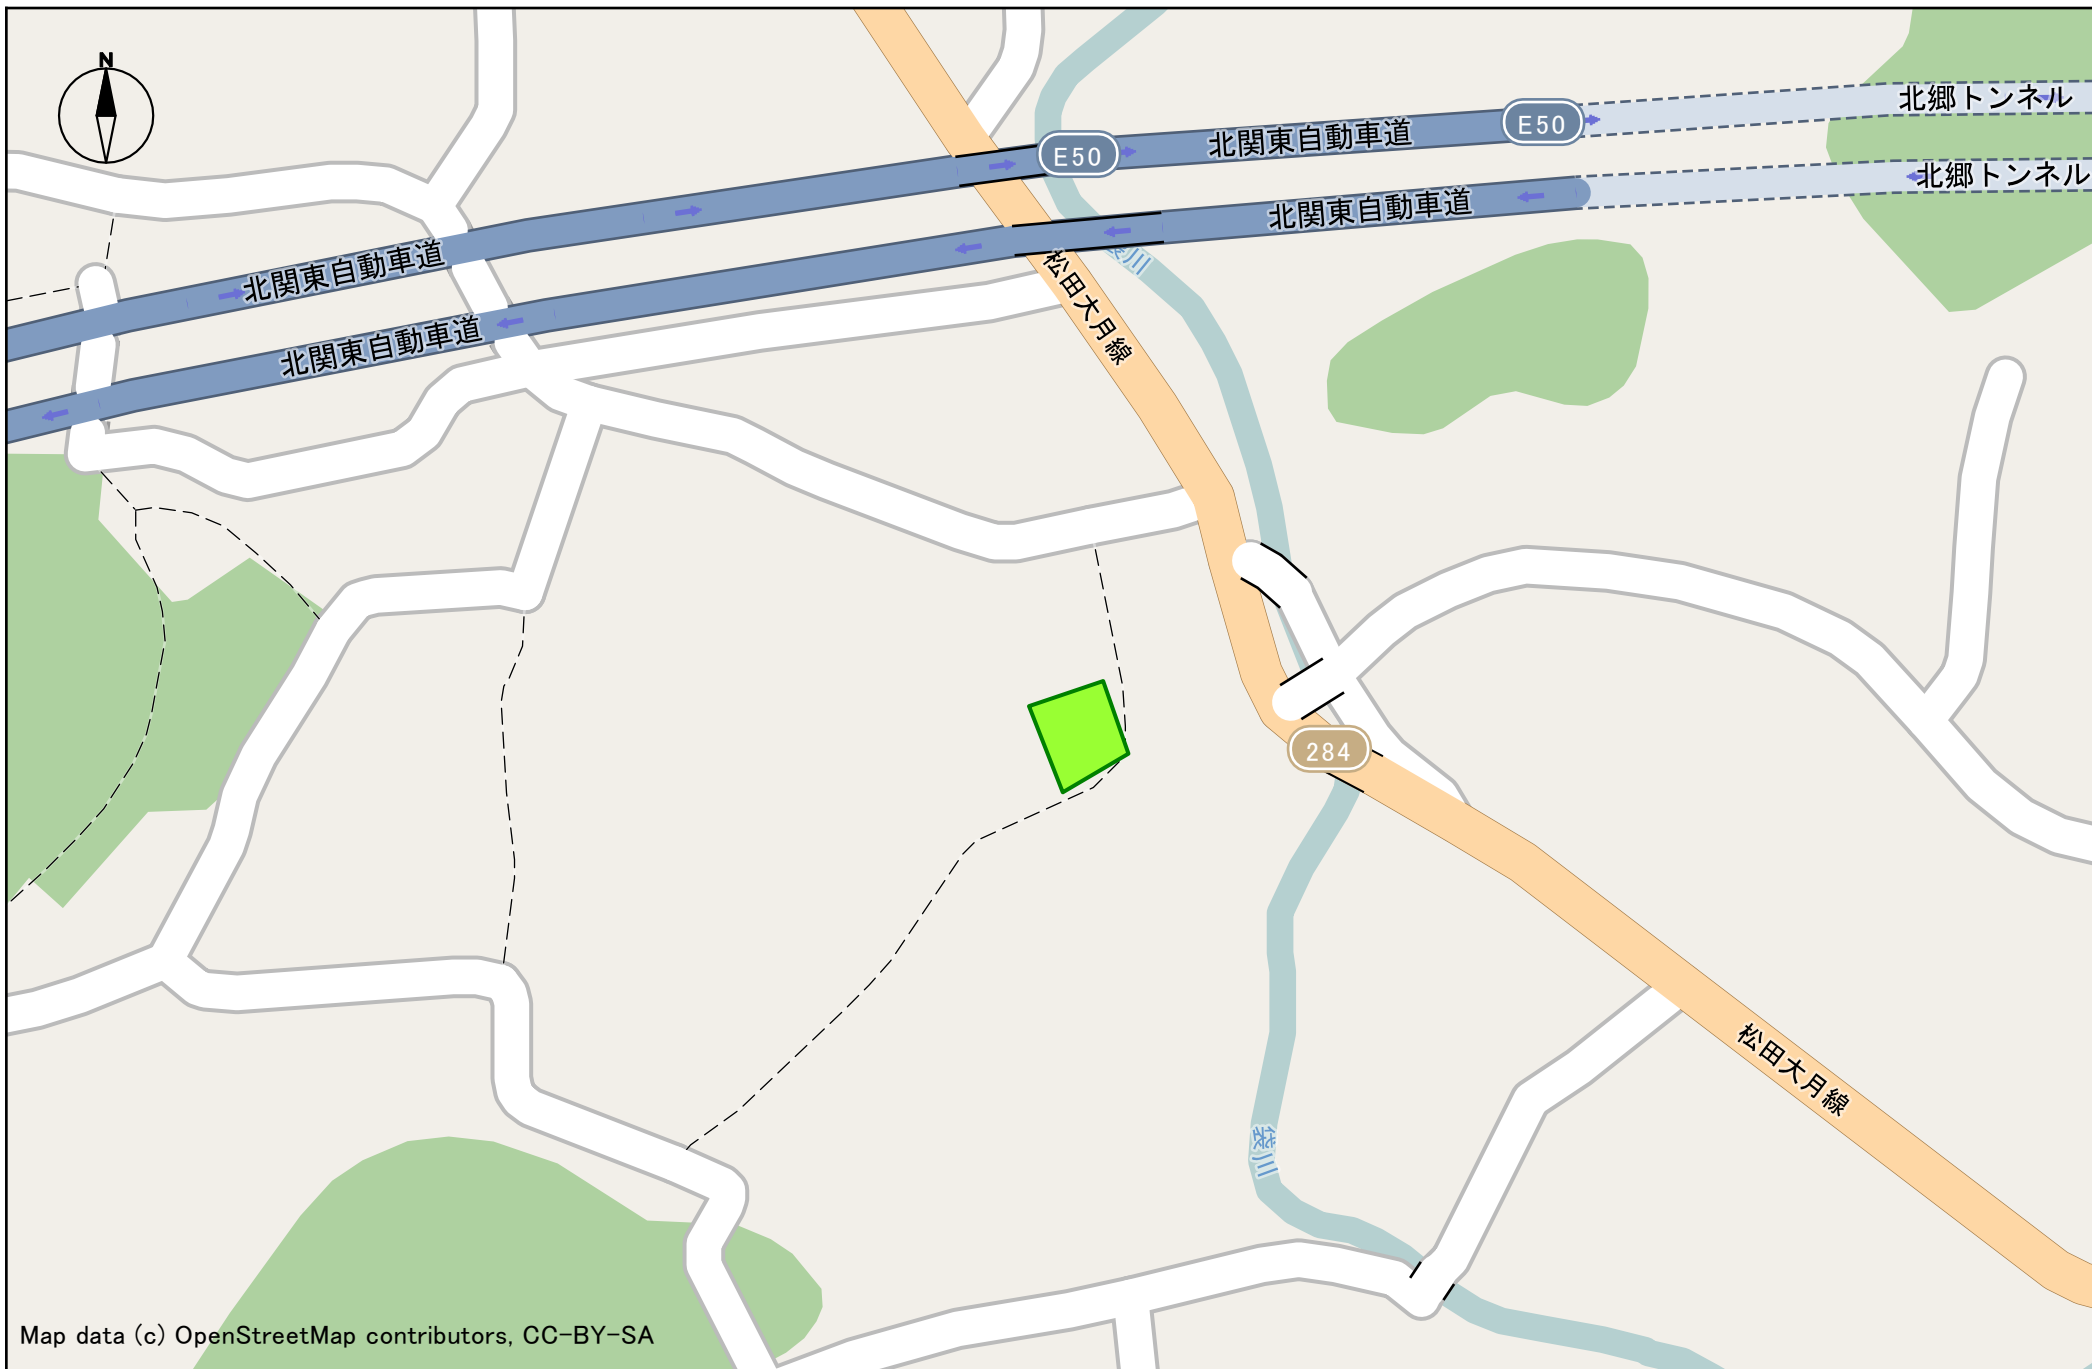 N
北郷トンネル
E50
北関東自動車道
E50
北郷トンネル
北関東自動車道
北関東自動車道
袋川
松田大月線
北関東自動車道
284
松田大月線
袋川
Map data (c) OpenStreetMap contributors, CC-BY-SA